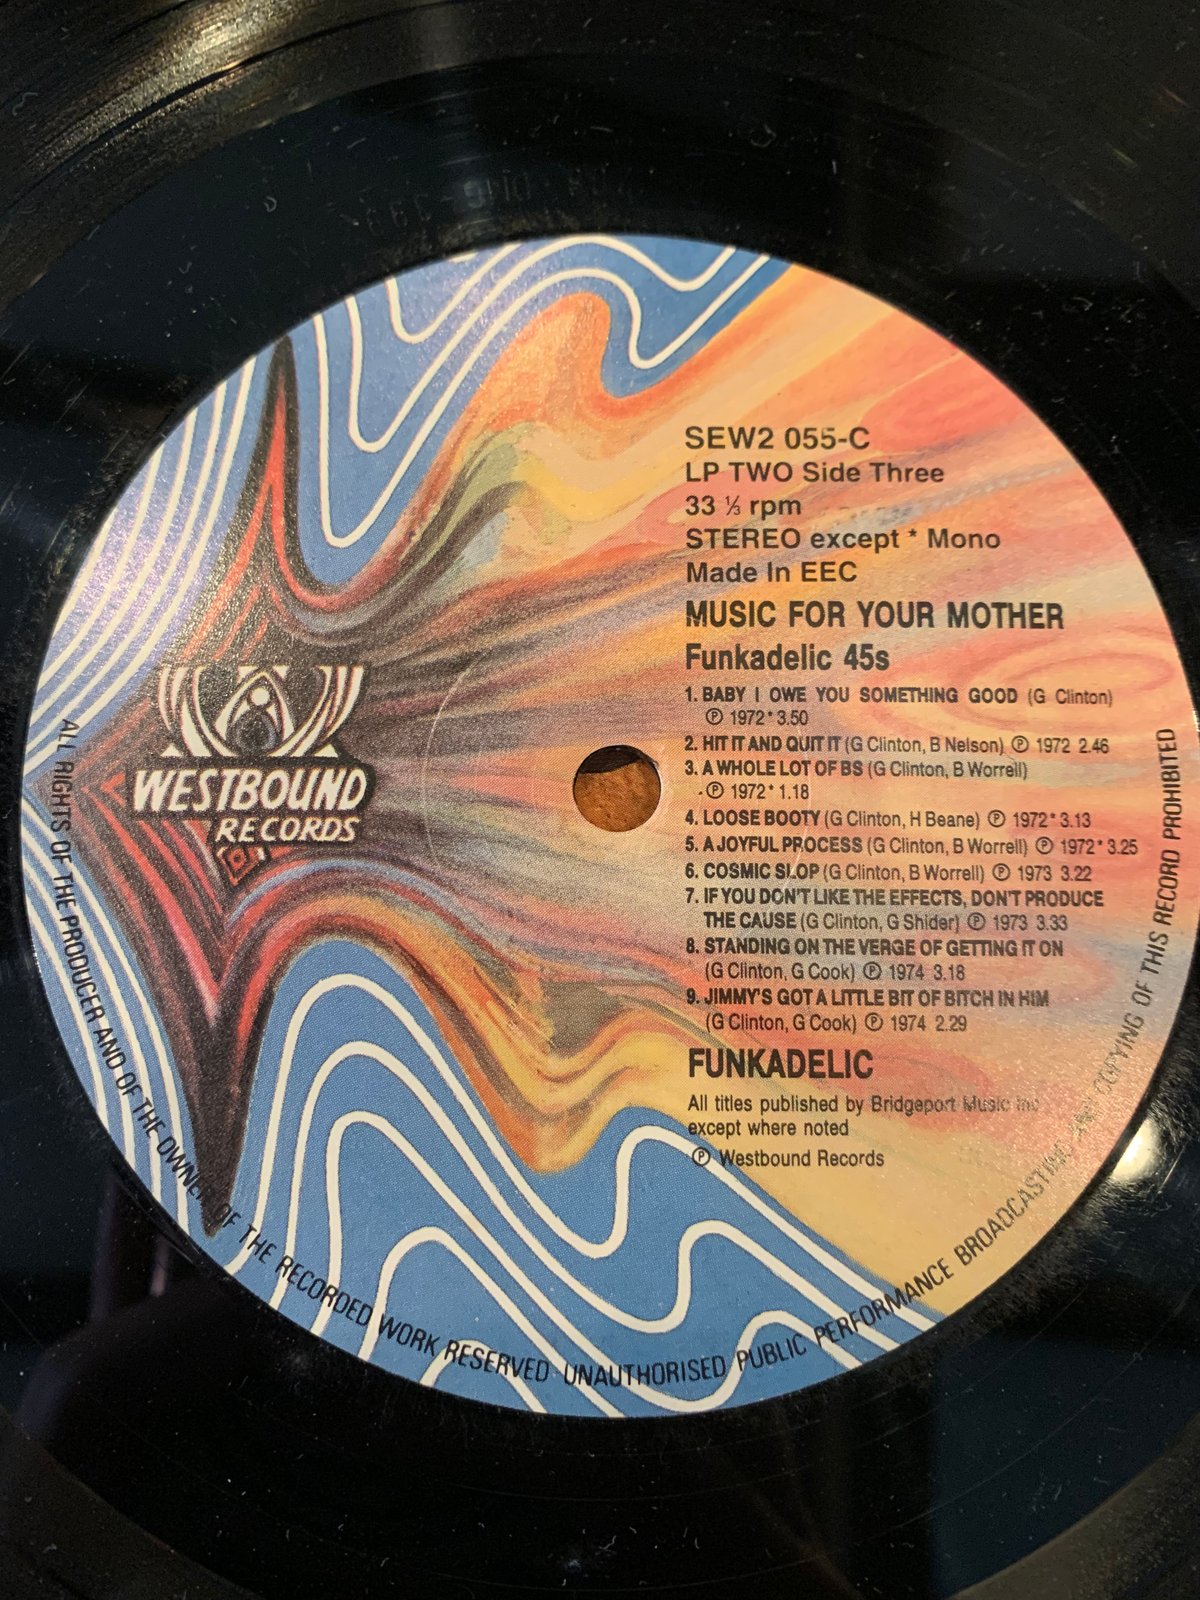 SEW2 055-C
LP TWO Side Three
33 ⅓ rpm
STEREO except * Mono
Made In EEC
MUSIC FOR YOUR MOTHER
Funkadelic 45s
1. BABY I OWE YOU SOMETHING GOOD (G Clinton)
℗ 1972* 3.50
2. HIT IT AND QUIT IT (G Clinton, B Nelson) ℗ 1972 2.46
3. A WHOLE LOT OF BS (G Clinton, B Worrell)
℗ 1972* 1.18
4. LOOSE BOOTY (G Clinton, H Beane) ℗ 1972* 3.13
5. A JOYFUL PROCESS (G Clinton, B Worrell) ℗ 1972* 3.25
6. COSMIC SLOP (G Clinton, B Worrell) ℗ 1973 3.22
7. IF YOU DON'T LIKE THE EFFECTS, DON'T PRODUCE
THE CAUSE (G Clinton, G Shider) ℗ 1973 3.33
8. STANDING ON THE VERGE OF GETTING IT ON
(G Clinton, G Cook) ℗ 1974 3.18
9. JIMMY'S GOT A LITTLE BIT OF BITCH IN HIM
(G Clinton, G Cook) ℗ 1974 2.29
FUNKADELIC
All titles published by Bridgeport Music Inc
except where noted
℗ Westbound Records
WESTBOUND
RECORDS
ALL RIGHTS OF THE PRODUCER AND OF THE OWNER OF THE RECORDED WORK RESERVED UNAUTHORISED PUBLIC PERFORMANCE BROADCASTING AND COPYING OF THIS RECORD PROHIBITED